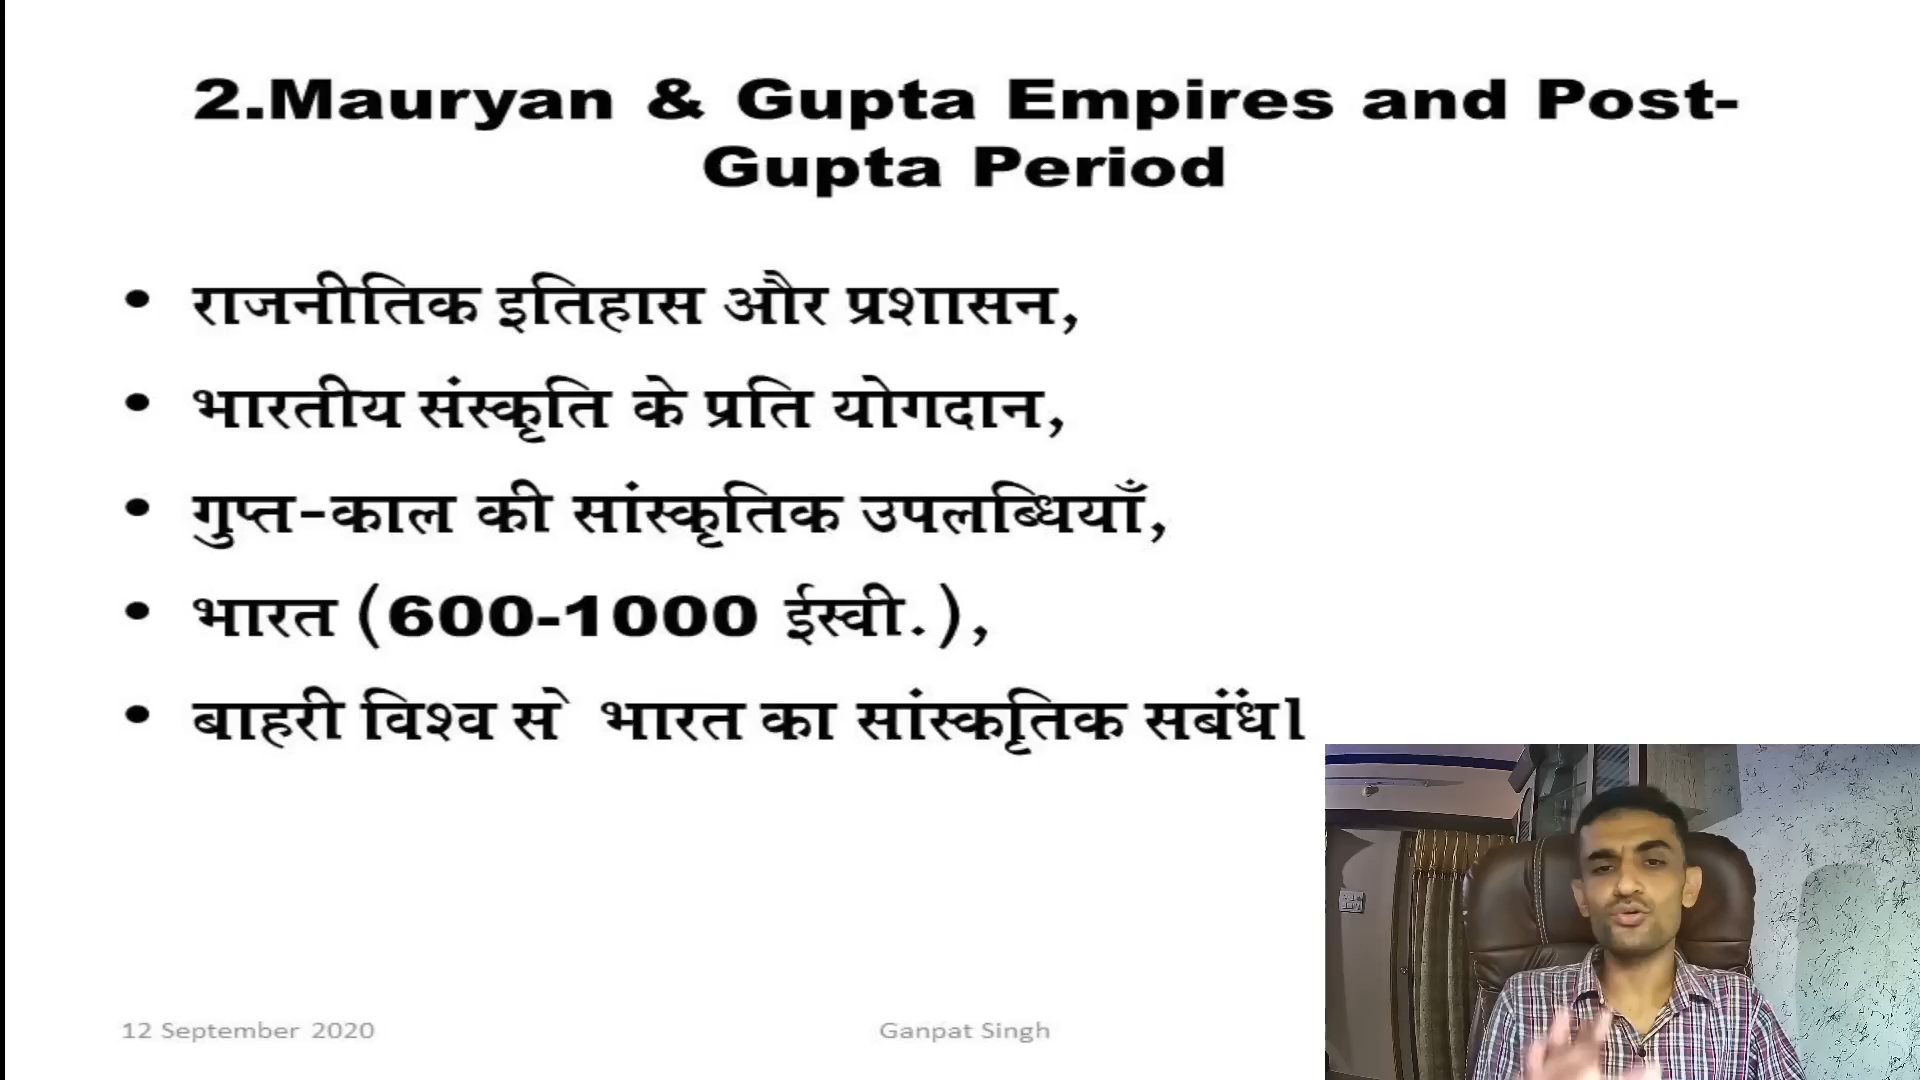 2.Mauryan & Gupta Empires and Post-
Gupta Period
• राजनीतिक इतिहास और प्रशासन,
• भारतीय संस्कृति के प्रति योगदान,
• गुप्त-काल की सांस्कृतिक उपलब्धियाँ,
• भारत (600-1000 ईस्वी.),
• बाहरी विश्व से भारत का सांस्कृतिक सबंंध।
12 September 2020
Ganpat Singh